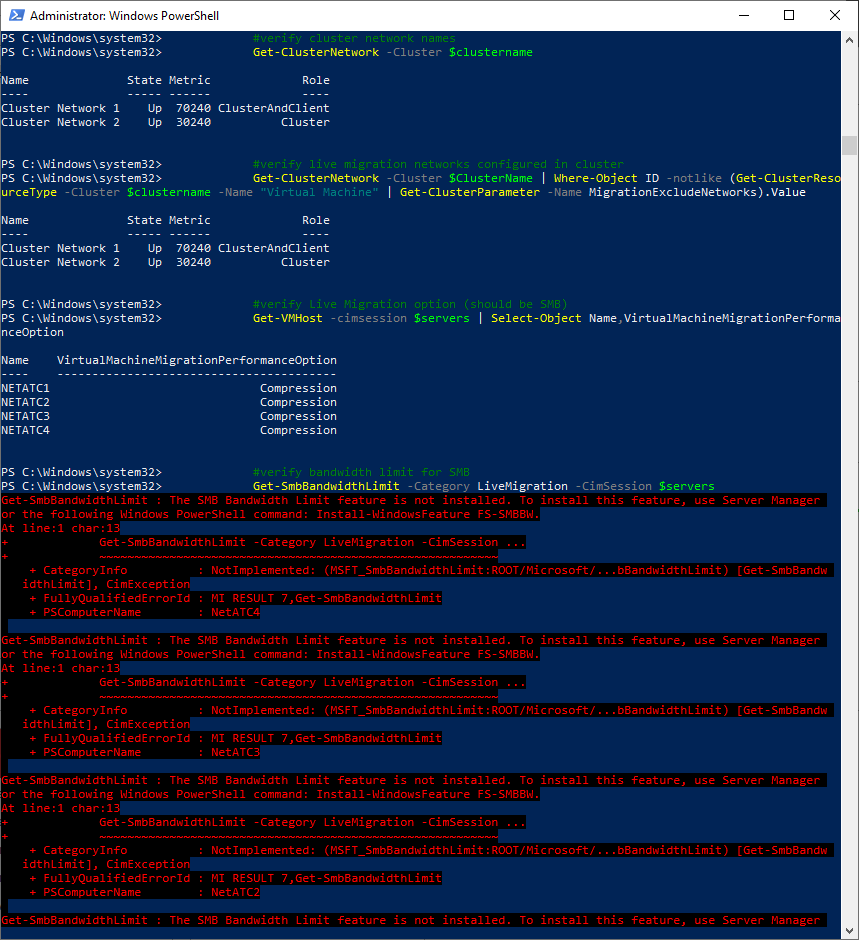 Administrator: Windows PowerShell
PS C:\Windows\system32> #verify cluster network names
PS C:\Windows\system32> Get-ClusterNetwork -Cluster $clustername
Name State Metric Role
---- ----- ------ ----
Cluster Network 1 Up 70240 ClusterAndClient
Cluster Network 2 Up 30240 Cluster
PS C:\Windows\system32> #verify live migration networks configured in cluster
PS C:\Windows\system32> Get-ClusterNetwork -Cluster $ClusterName | Where-Object ID -notlike (Get-ClusterReso
urceType -Cluster $clustername -Name "Virtual Machine" | Get-ClusterParameter -Name MigrationExcludeNetworks).Value
Name State Metric Role
---- ----- ------ ----
Cluster Network 1 Up 70240 ClusterAndClient
Cluster Network 2 Up 30240 Cluster
PS C:\Windows\system32> #verify Live Migration option (should be SMB)
PS C:\Windows\system32> Get-VMHost -cimsession $servers | Select-Object Name,VirtualMachineMigrationPerforma
nceOption
Name VirtualMachineMigrationPerformanceOption
---- ----------------------------------------
NETATC1 Compression
NETATC2 Compression
NETATC3 Compression
NETATC4 Compression
PS C:\Windows\system32> #verify bandwidth limit for SMB
PS C:\Windows\system32> Get-SmbBandwidthLimit -Category LiveMigration -CimSession $servers
Get-SmbBandwidthLimit : The SMB Bandwidth Limit feature is not installed. To install this feature, use Server Manager
or the following Windows PowerShell command: Install-WindowsFeature FS-SMBBW.
At line:1 char:13
+ Get-SmbBandwidthLimit -Category LiveMigration -CimSession ...
+ ~~~~~~~~~~~~~~~~~~~~~~~~~~~~~~~~~~~~~~~~~~~~~~~~~~~~~~~~~
+ CategoryInfo : NotImplemented: (MSFT_SmbBandwidthLimit:ROOT/Microsoft/...bBandwidthLimit) [Get-SmbBandw
idthLimit], CimException
+ FullyQualifiedErrorId : MI RESULT 7,Get-SmbBandwidthLimit
+ PSComputerName : NetATC4
Get-SmbBandwidthLimit : The SMB Bandwidth Limit feature is not installed. To install this feature, use Server Manager
or the following Windows PowerShell command: Install-WindowsFeature FS-SMBBW.
At line:1 char:13
+ Get-SmbBandwidthLimit -Category LiveMigration -CimSession ...
+ ~~~~~~~~~~~~~~~~~~~~~~~~~~~~~~~~~~~~~~~~~~~~~~~~~~~~~~~~~
+ CategoryInfo : NotImplemented: (MSFT_SmbBandwidthLimit:ROOT/Microsoft/...bBandwidthLimit) [Get-SmbBandw
idthLimit], CimException
+ FullyQualifiedErrorId : MI RESULT 7,Get-SmbBandwidthLimit
+ PSComputerName : NetATC3
Get-SmbBandwidthLimit : The SMB Bandwidth Limit feature is not installed. To install this feature, use Server Manager
or the following Windows PowerShell command: Install-WindowsFeature FS-SMBBW.
At line:1 char:13
+ Get-SmbBandwidthLimit -Category LiveMigration -CimSession ...
+ ~~~~~~~~~~~~~~~~~~~~~~~~~~~~~~~~~~~~~~~~~~~~~~~~~~~~~~~~~
+ CategoryInfo : NotImplemented: (MSFT_SmbBandwidthLimit:ROOT/Microsoft/...bBandwidthLimit) [Get-SmbBandw
idthLimit], CimException
+ FullyQualifiedErrorId : MI RESULT 7,Get-SmbBandwidthLimit
+ PSComputerName : NetATC2
Get-SmbBandwidthLimit : The SMB Bandwidth Limit feature is not installed. To install this feature, use Server Manager